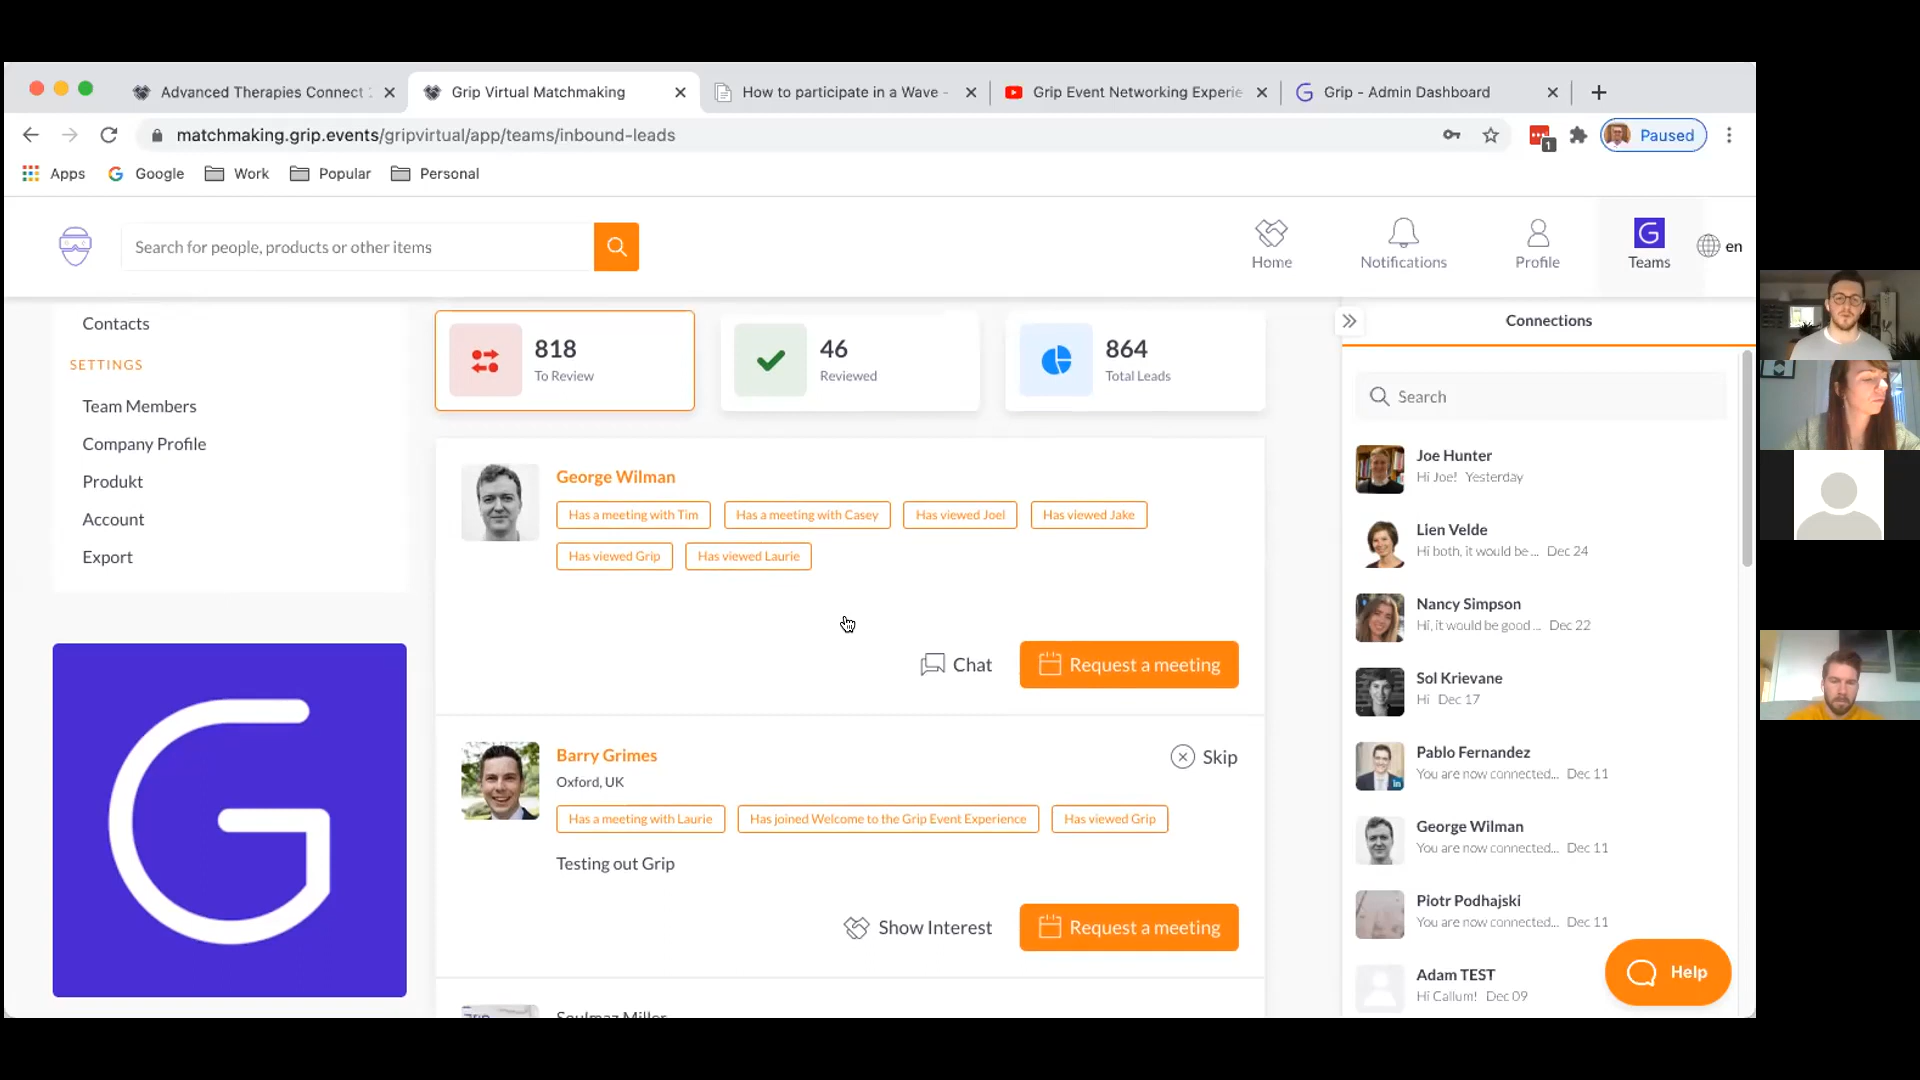 Advanced Therapies Connect
Grip Virtual Matchmaking
How to participate in a Wave -
Grip Event Networking Experie
Grip - Admin Dashboard
matchmaking.grip.events/gripvirtual/app/teams/inbound-leads
1
Paused
Apps
Google
Work
Popular
Personal
Search for people, products or other items
Home
Notifications
Profile
Teams
en
Contacts
SETTINGS
Team Members
Company Profile
Produkt
Account
Export
818
To Review
46
Reviewed
864
Total Leads
George Wilman
Has a meeting with Tim
Has a meeting with Casey
Has viewed Joel
Has viewed Jake
Has viewed Grip
Has viewed Laurie
Chat
Request a meeting
Barry Grimes
Skip
Oxford, UK
Has a meeting with Laurie
Has joined Welcome to the Grip Event Experience
Has viewed Grip
Testing out Grip
Show Interest
Request a meeting
Soulmaz Miller
Connections
Search
Joe Hunter
Hi Joe! Yesterday
Lien Velde
Hi both, it would be ... Dec 24
Nancy Simpson
Hi, it would be good ... Dec 22
Sol Krievane
Hi Dec 17
Pablo Fernandez
You are now connected... Dec 11
George Wilman
You are now connected... Dec 11
Piotr Podhajski
You are now connected... Dec 11
Adam TEST
Hi Callum! Dec 09
Help